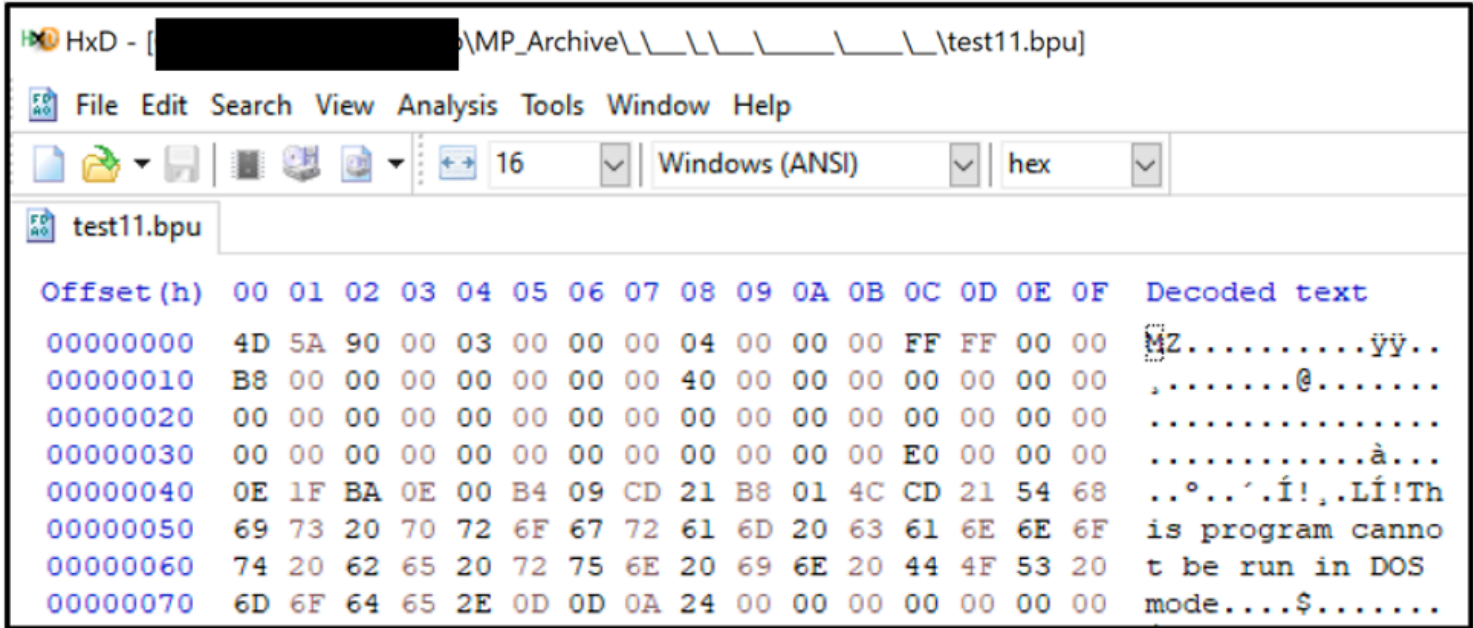 HxD - [ \MP_Archive\_\__\_\__\_____\____\__\test11.bpu]
File Edit Search View Analysis Tools Window Help
16 Windows (ANSI) hex
test11.bpu
Offset(h) 00 01 02 03 04 05 06 07 08 09 0A 0B 0C 0D 0E 0F Decoded text
00000000 4D 5A 90 00 03 00 00 00 04 00 00 00 FF FF 00 00 MZ..........ÿÿ..
00000010 B8 00 00 00 00 00 00 00 40 00 00 00 00 00 00 00 ¸.......@.......
00000020 00 00 00 00 00 00 00 00 00 00 00 00 00 00 00 00 ................
00000030 00 00 00 00 00 00 00 00 00 00 00 00 E0 00 00 00 ............à...
00000040 0E 1F BA 0E 00 B4 09 CD 21 B8 01 4C CD 21 54 68 ..º..´.Í!¸.LÍ!Th
00000050 69 73 20 70 72 6F 67 72 61 6D 20 63 61 6E 6E 6F is program canno
00000060 74 20 62 65 20 72 75 6E 20 69 6E 20 44 4F 53 20 t be run in DOS
00000070 6D 6F 64 65 2E 0D 0D 0A 24 00 00 00 00 00 00 00 mode....$.......